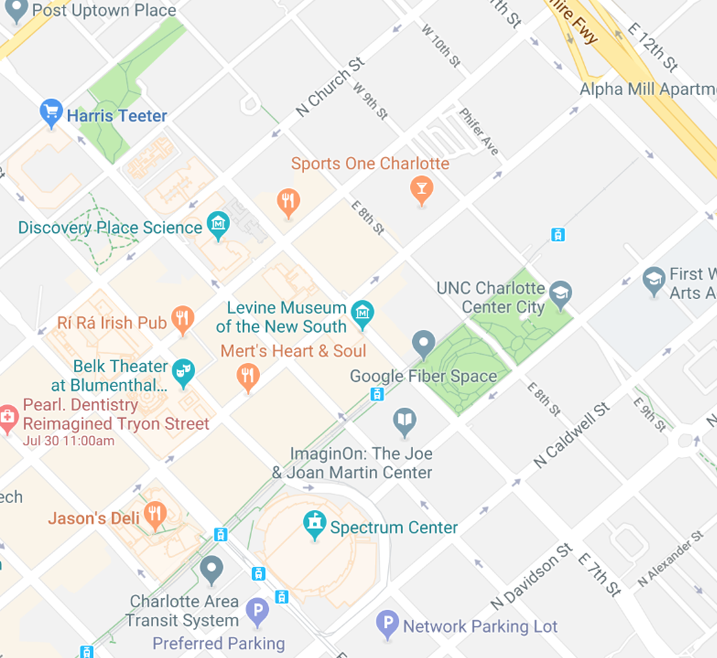 Post Uptown Place
W 10th St
E 12th St
N Church St
W 9th St
Alpha Mill Apartm
Harris Teeter
Phifer Ave
Sports One Charlotte
E 8th St
Discovery Place Science
UNC Charlotte
Center City
First W
Arts A
Levine Museum
of the New South
Rí Rá Irish Pub
Mert's Heart & Soul
Belk Theater
at Blumenthal...
Google Fiber Space
Pearl. Dentistry
Reimagined Tryon Street
Jul 30 11:00am
E 8th St
E 9th St
N Caldwell St
ImaginOn: The Joe
& Joan Martin Center
ech
Jason's Deli
Spectrum Center
N Alexander St
E 7th St
N Davidson St
Charlotte Area
Transit System
Preferred Parking
Network Parking Lot